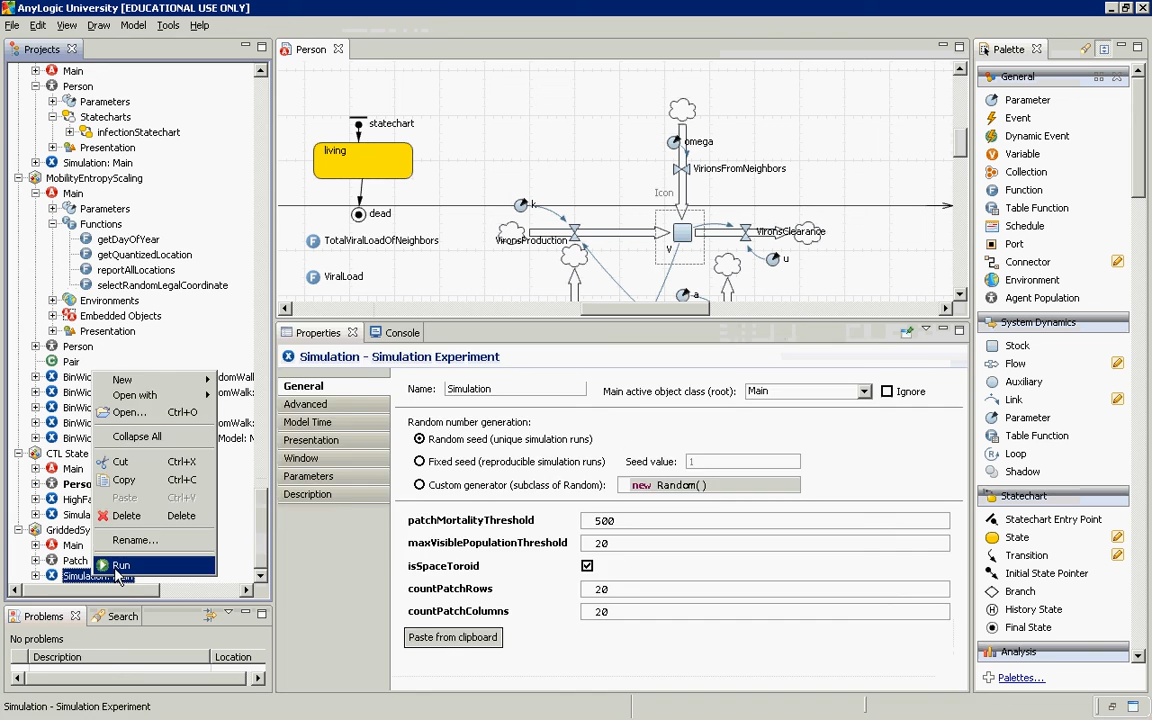 AnyLogic University [EDUCATIONAL USE ONLY]
File Edit View Draw Model Tools Help
Projects
Main
Person
Parameters
Statecharts
infectionStatechart
Presentation
Simulation: Main
MobilityEntropyScaling
Main
Parameters
Functions
getDayOfYear
getQuantizedLocation
reportAllLocations
selectRandomLegalCoordinate
Environments
Embedded Objects
Presentation
Person
Pair
CTL State
Main
Main
Patch
New
Open with
Open... Ctrl+O
Collapse All
Cut Ctrl+X
Copy Ctrl+C
Paste Ctrl+V
Delete Delete
Rename...
Run
Problems Search
No problems
Description Location
Simulation - Simulation Experiment
Person
statechart
living
dead
TotalViralLoadOfNeighbors
ViralLoad
omega
VirionsFromNeighbors
Icon
k
VirionsProduction
V
VirionsClearance
u
a
Properties Console
Simulation - Simulation Experiment
General
Advanced
Model Time
Presentation
Window
Parameters
Description
Name: Simulation Main active object class (root): Main Ignore
Random number generation:
Random seed (unique simulation runs)
Fixed seed (reproducible simulation runs) Seed value: 1
Custom generator (subclass of Random): new Random()
patchMortalityThreshold 500
maxVisiblePopulationThreshold 20
isSpaceToroid
countPatchRows 20
countPatchColumns 20
Paste from clipboard
Palette
General
Parameter
Event
Dynamic Event
Variable
Collection
Function
Table Function
Schedule
Port
Connector
Environment
Agent Population
System Dynamics
Stock
Flow
Auxiliary
Link
Parameter
Table Function
Loop
Shadow
Statechart
Statechart Entry Point
State
Transition
Initial State Pointer
Branch
History State
Final State
Analysis
Palettes...